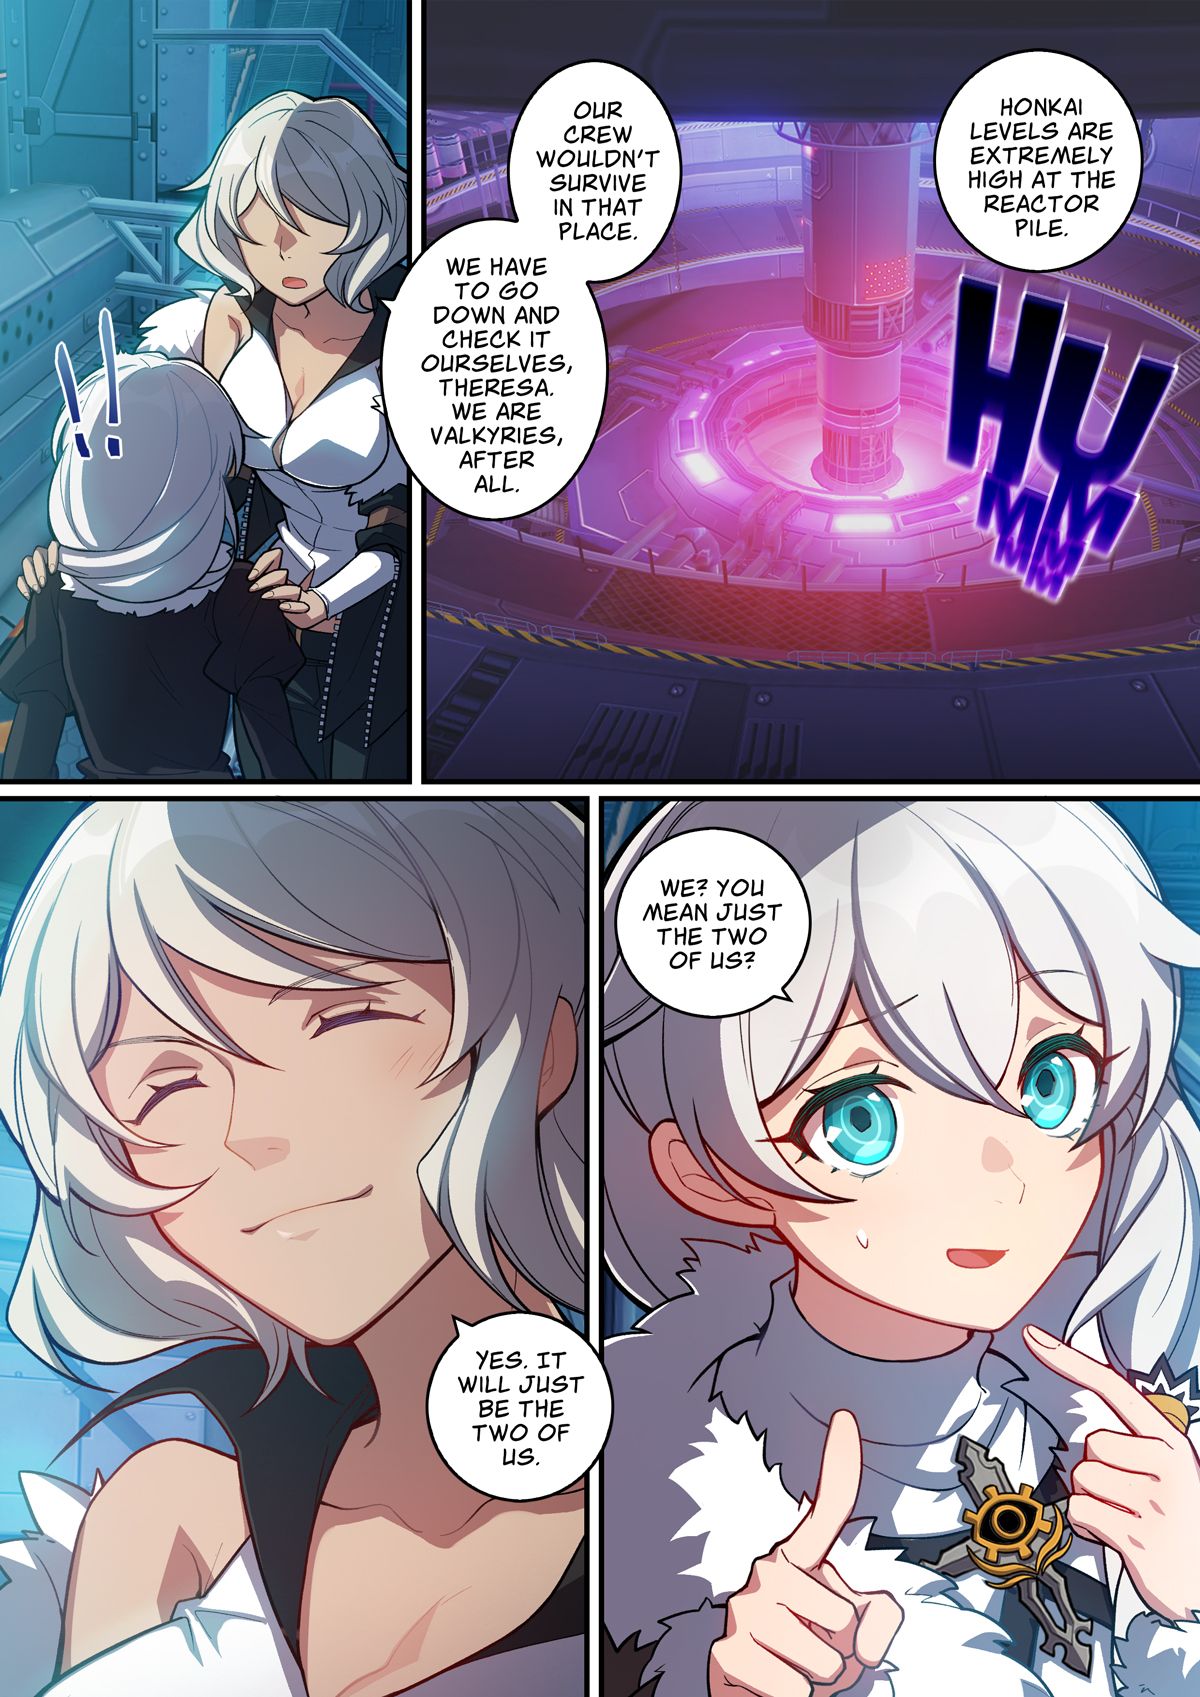 HONKAI
LEVELS ARE
EXTREMELY
HIGH AT THE
REACTOR
PILE.
HU
MM
MM
MM
OUR
CREW
WOULDN'T
SURVIVE
IN THAT
PLACE.
WE HAVE
TO GO
DOWN AND
CHECK IT
OURSELVES,
THERESA.
WE ARE
VALKYRIES,
AFTER
ALL.
!!
WE? YOU
MEAN JUST
THE TWO
OF US?
YES. IT
WILL JUST
BE THE
TWO OF
US.